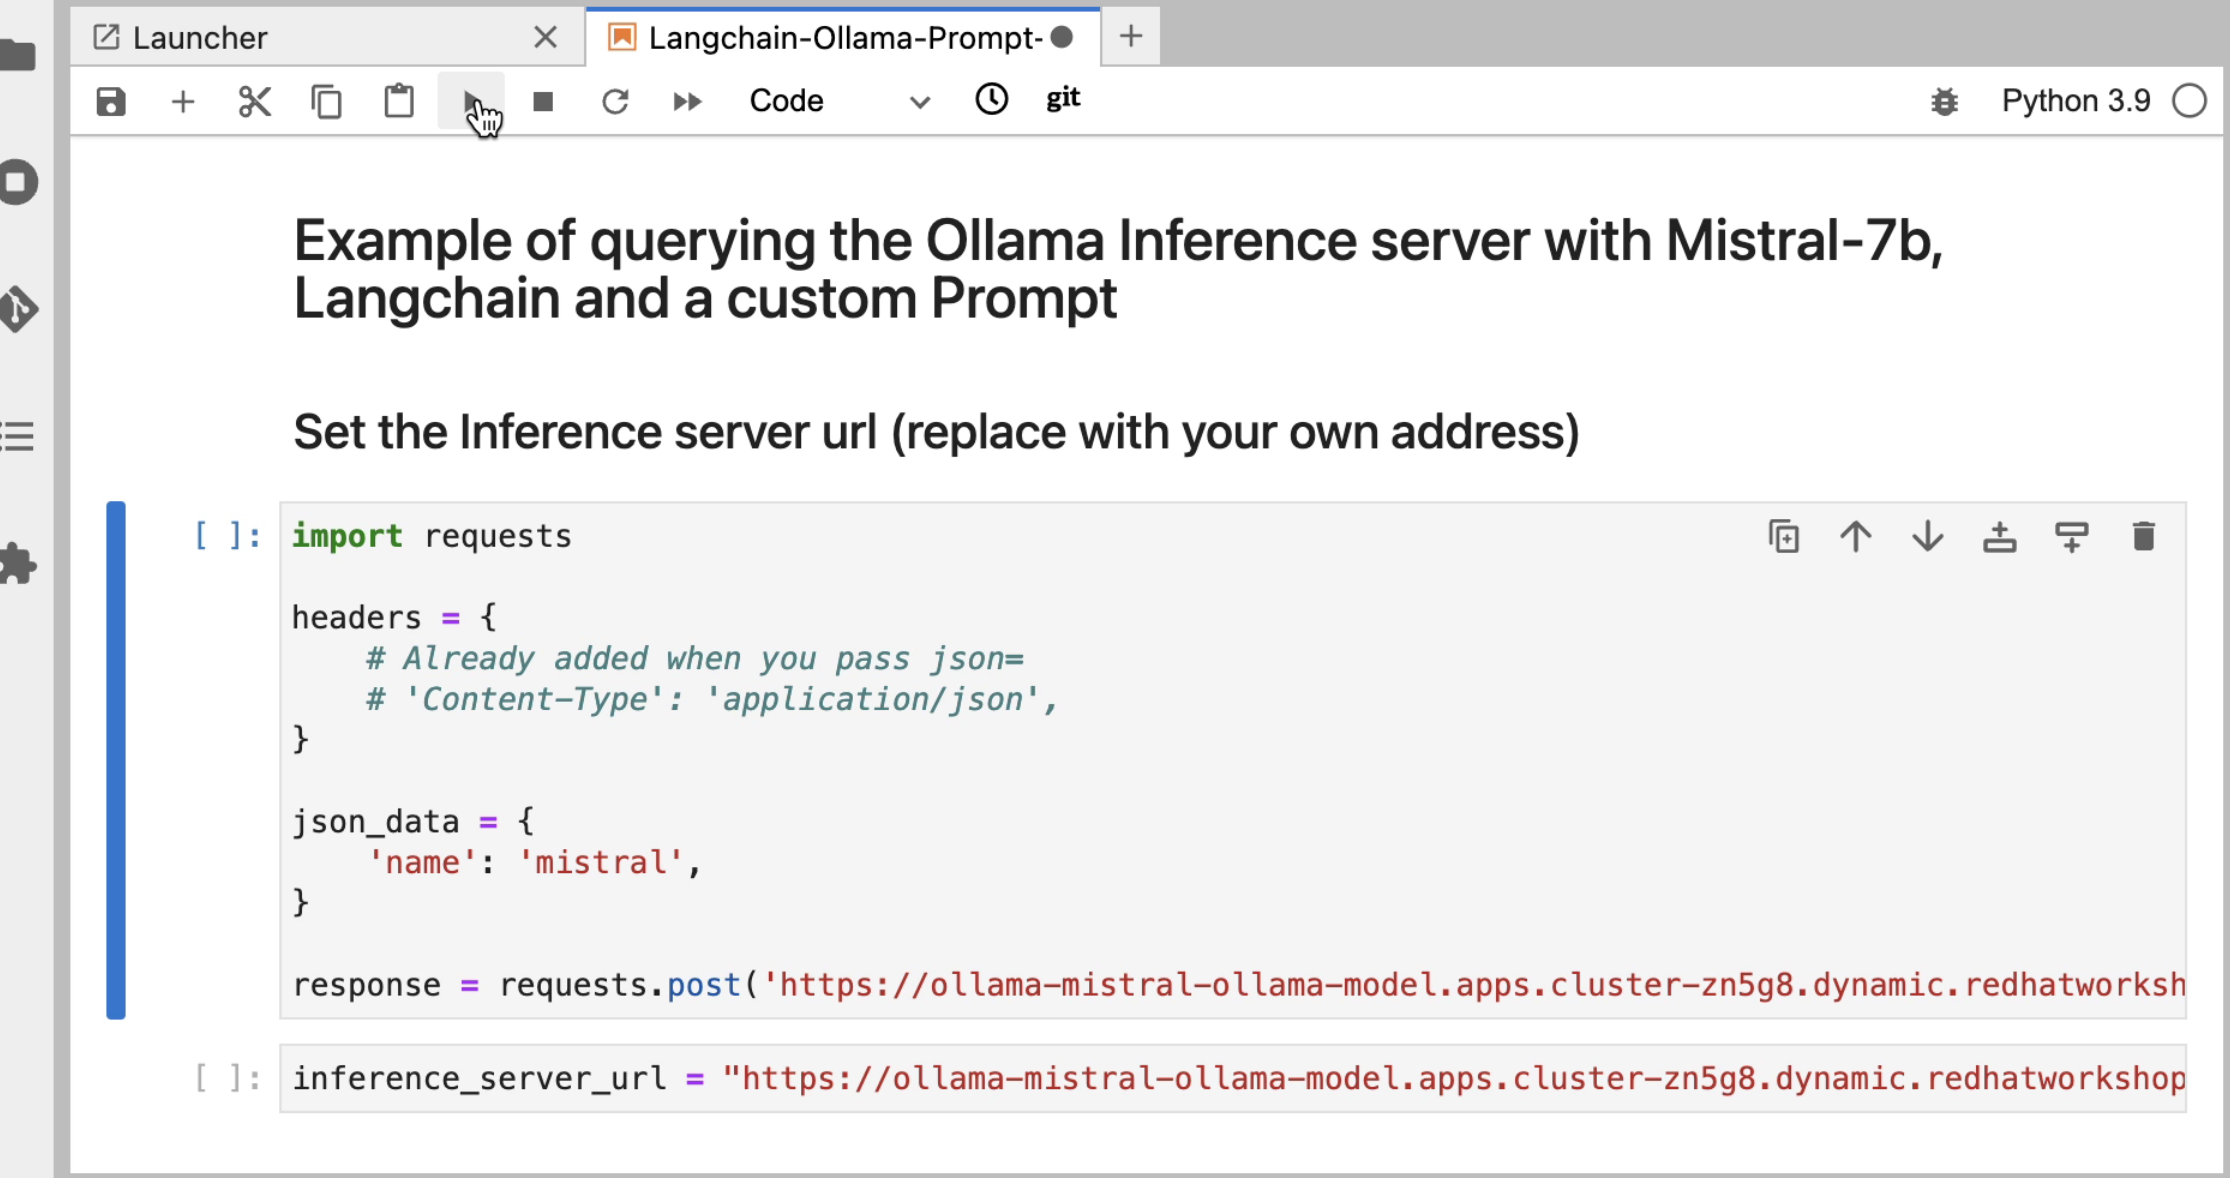 Launcher
Langchain-Ollama-Prompt-
Code
git
Python 3.9
Example of querying the Ollama Inference server with Mistral-7b,
Langchain and a custom Prompt
Set the Inference server url (replace with your own address)
[ ]: import requests
headers = {
# Already added when you pass json=
# 'Content-Type': 'application/json',
}
json_data = {
'name': 'mistral',
}
response = requests.post('https://ollama-mistral-ollama-model.apps.cluster-zn5g8.dynamic.redhatworksh
[ ]: inference_server_url = "https://ollama-mistral-ollama-model.apps.cluster-zn5g8.dynamic.redhatworkshop